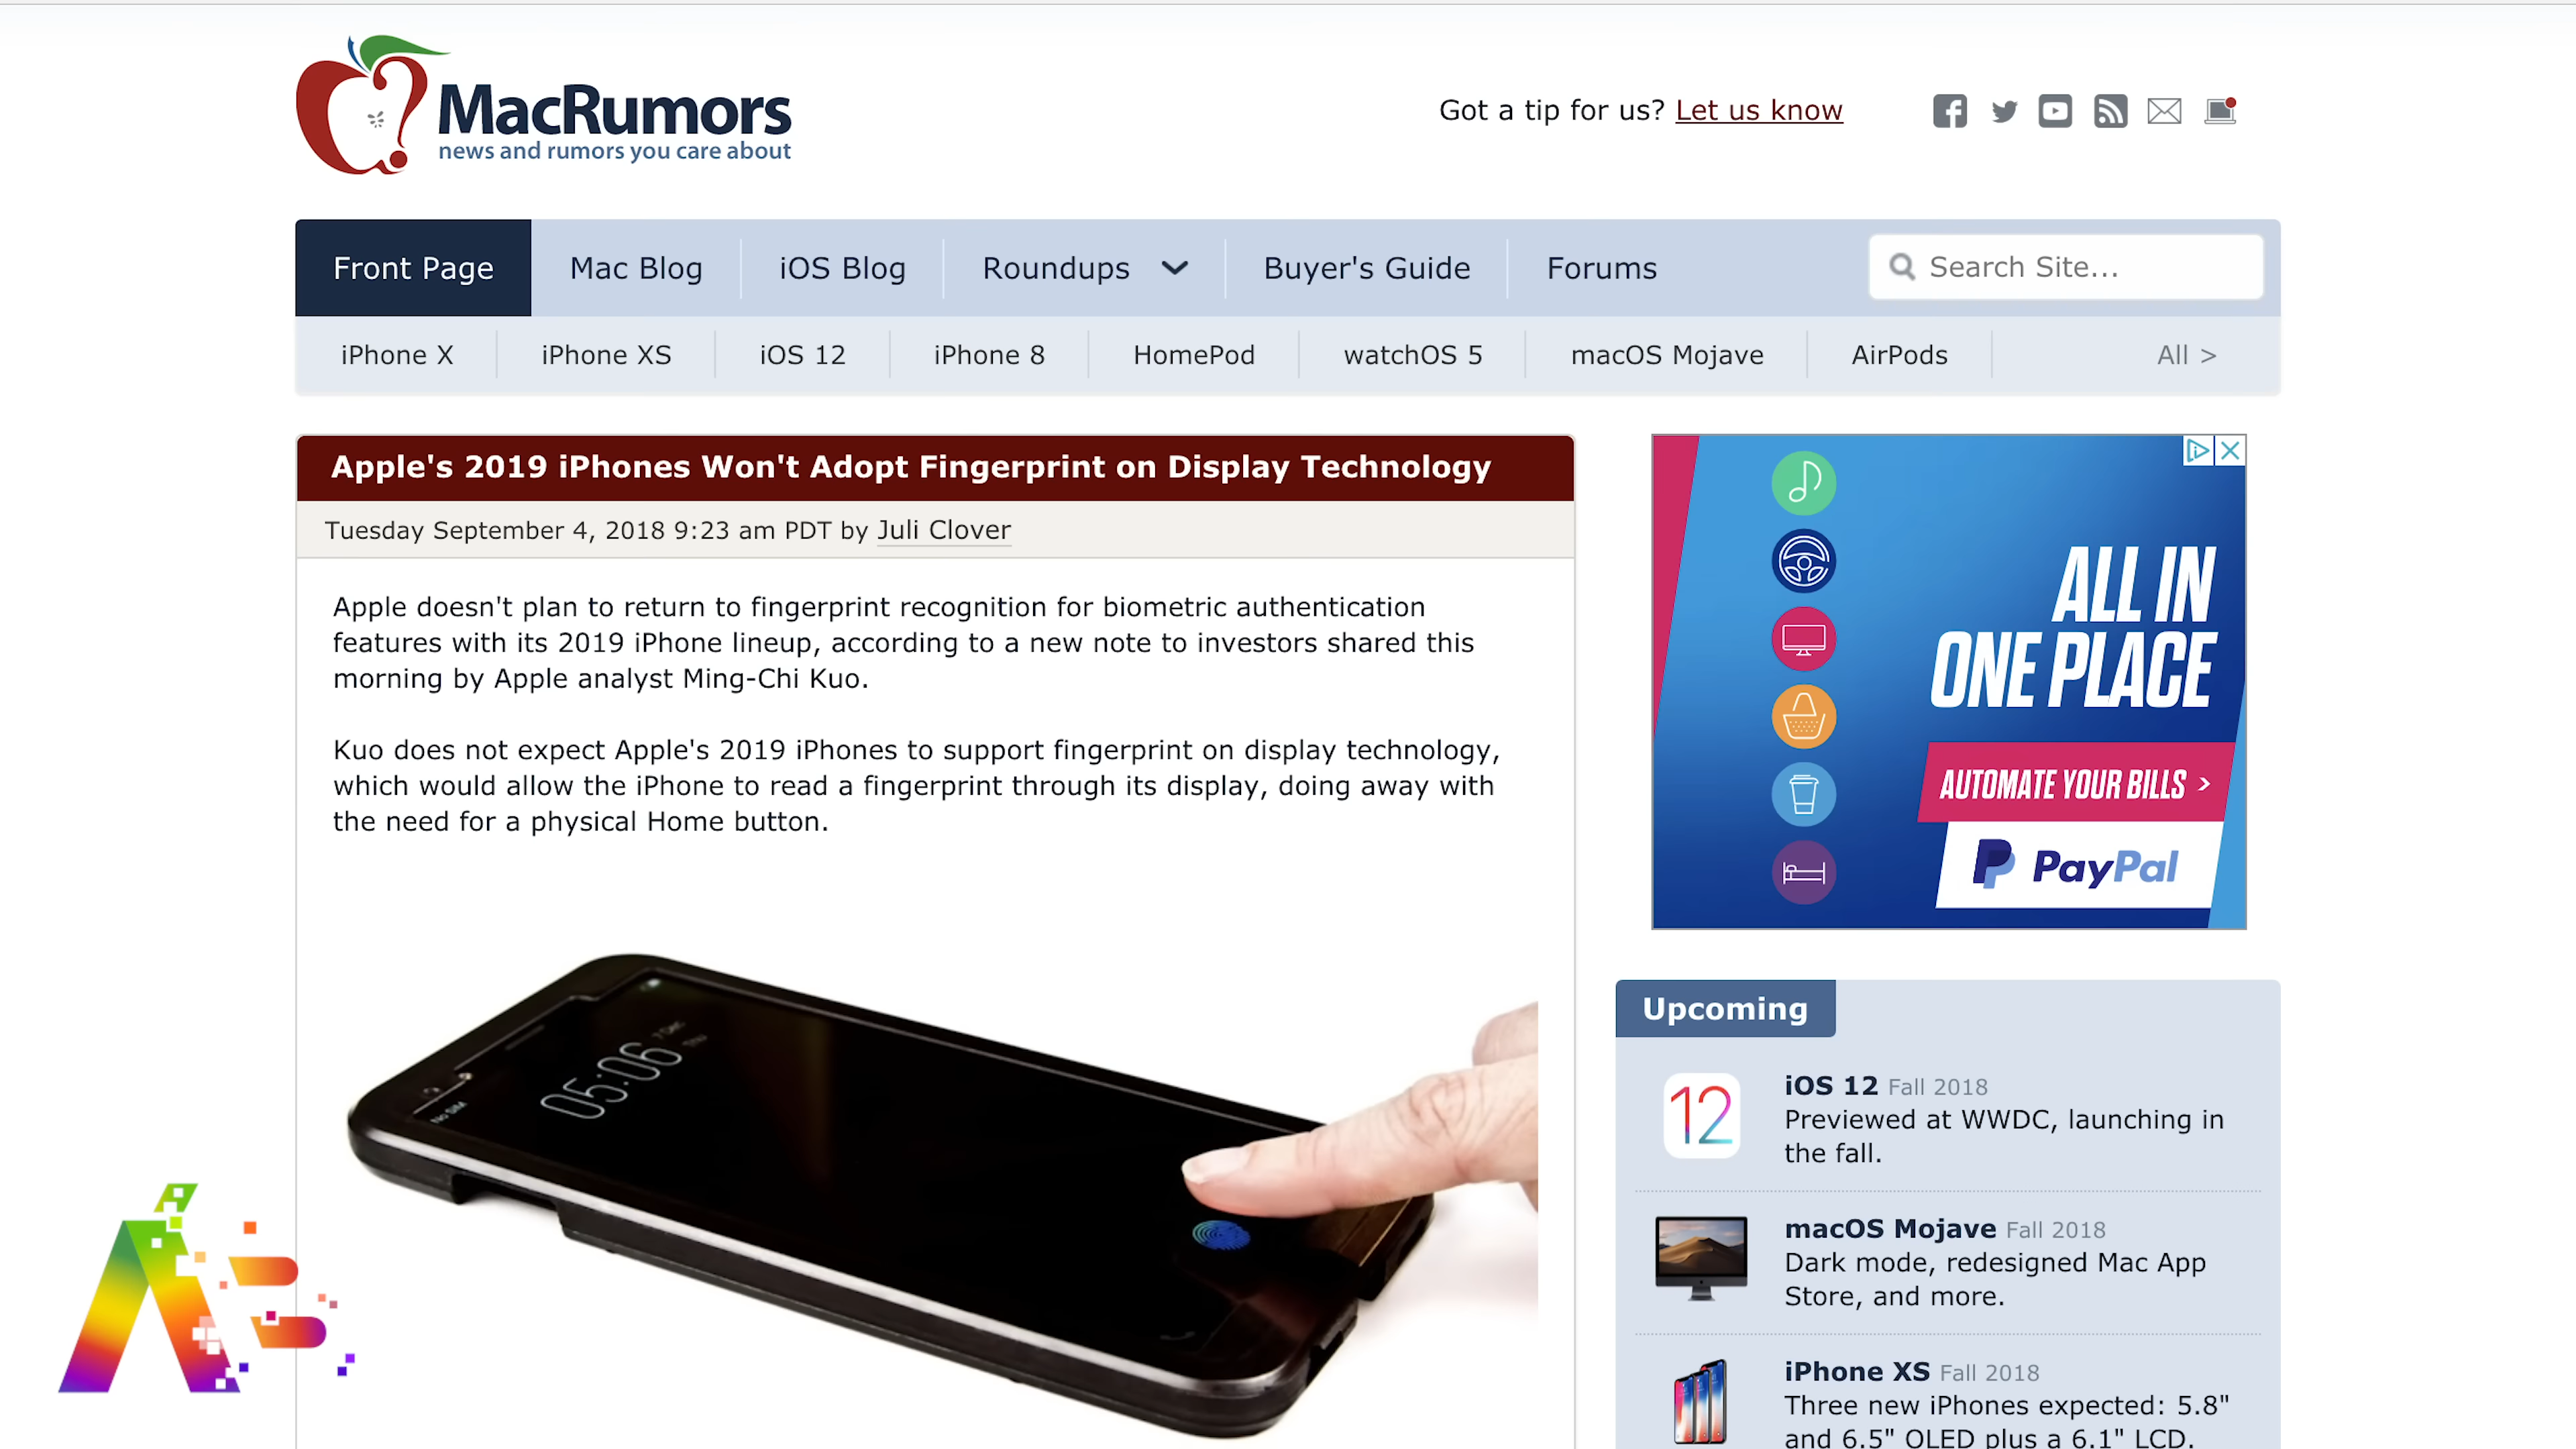 MacRumors
news and rumors you care about
Got a tip for us? Let us know
Front Page
Mac Blog
iOS Blog
Roundups
Buyer's Guide
Forums
Search Site...
iPhone X
iPhone XS
iOS 12
iPhone 8
HomePod
watchOS 5
macOS Mojave
AirPods
All >
Apple's 2019 iPhones Won't Adopt Fingerprint on Display Technology
Tuesday September 4, 2018 9:23 am PDT by Juli Clover
Apple doesn't plan to return to fingerprint recognition for biometric authentication
features with its 2019 iPhone lineup, according to a new note to investors shared this
morning by Apple analyst Ming-Chi Kuo.
Kuo does not expect Apple's 2019 iPhones to support fingerprint on display technology,
which would allow the iPhone to read a fingerprint through its display, doing away with
the need for a physical Home button.
05:06
7 Dec
Thu
No SIM
ALL IN
ONE PLACE
AUTOMATE YOUR BILLS >
PayPal
Upcoming
12
iOS 12 Fall 2018
Previewed at WWDC, launching in
the fall.
macOS Mojave Fall 2018
Dark mode, redesigned Mac App
Store, and more.
iPhone XS Fall 2018
Three new iPhones expected: 5.8"
and 6.5" OLED plus a 6.1" LCD.